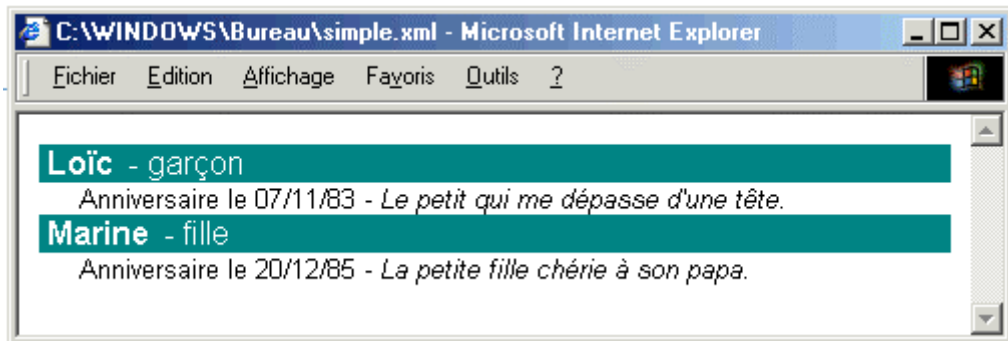 C:\WINDOWS\Bureau\simple.xml - Microsoft Internet Explorer
Fichier Edition Affichage Favoris Outils ?
Loïc - garçon
Anniversaire le 07/11/83 - Le petit qui me dépasse d'une tête.
Marine - fille
Anniversaire le 20/12/85 - La petite fille chérie à son papa.